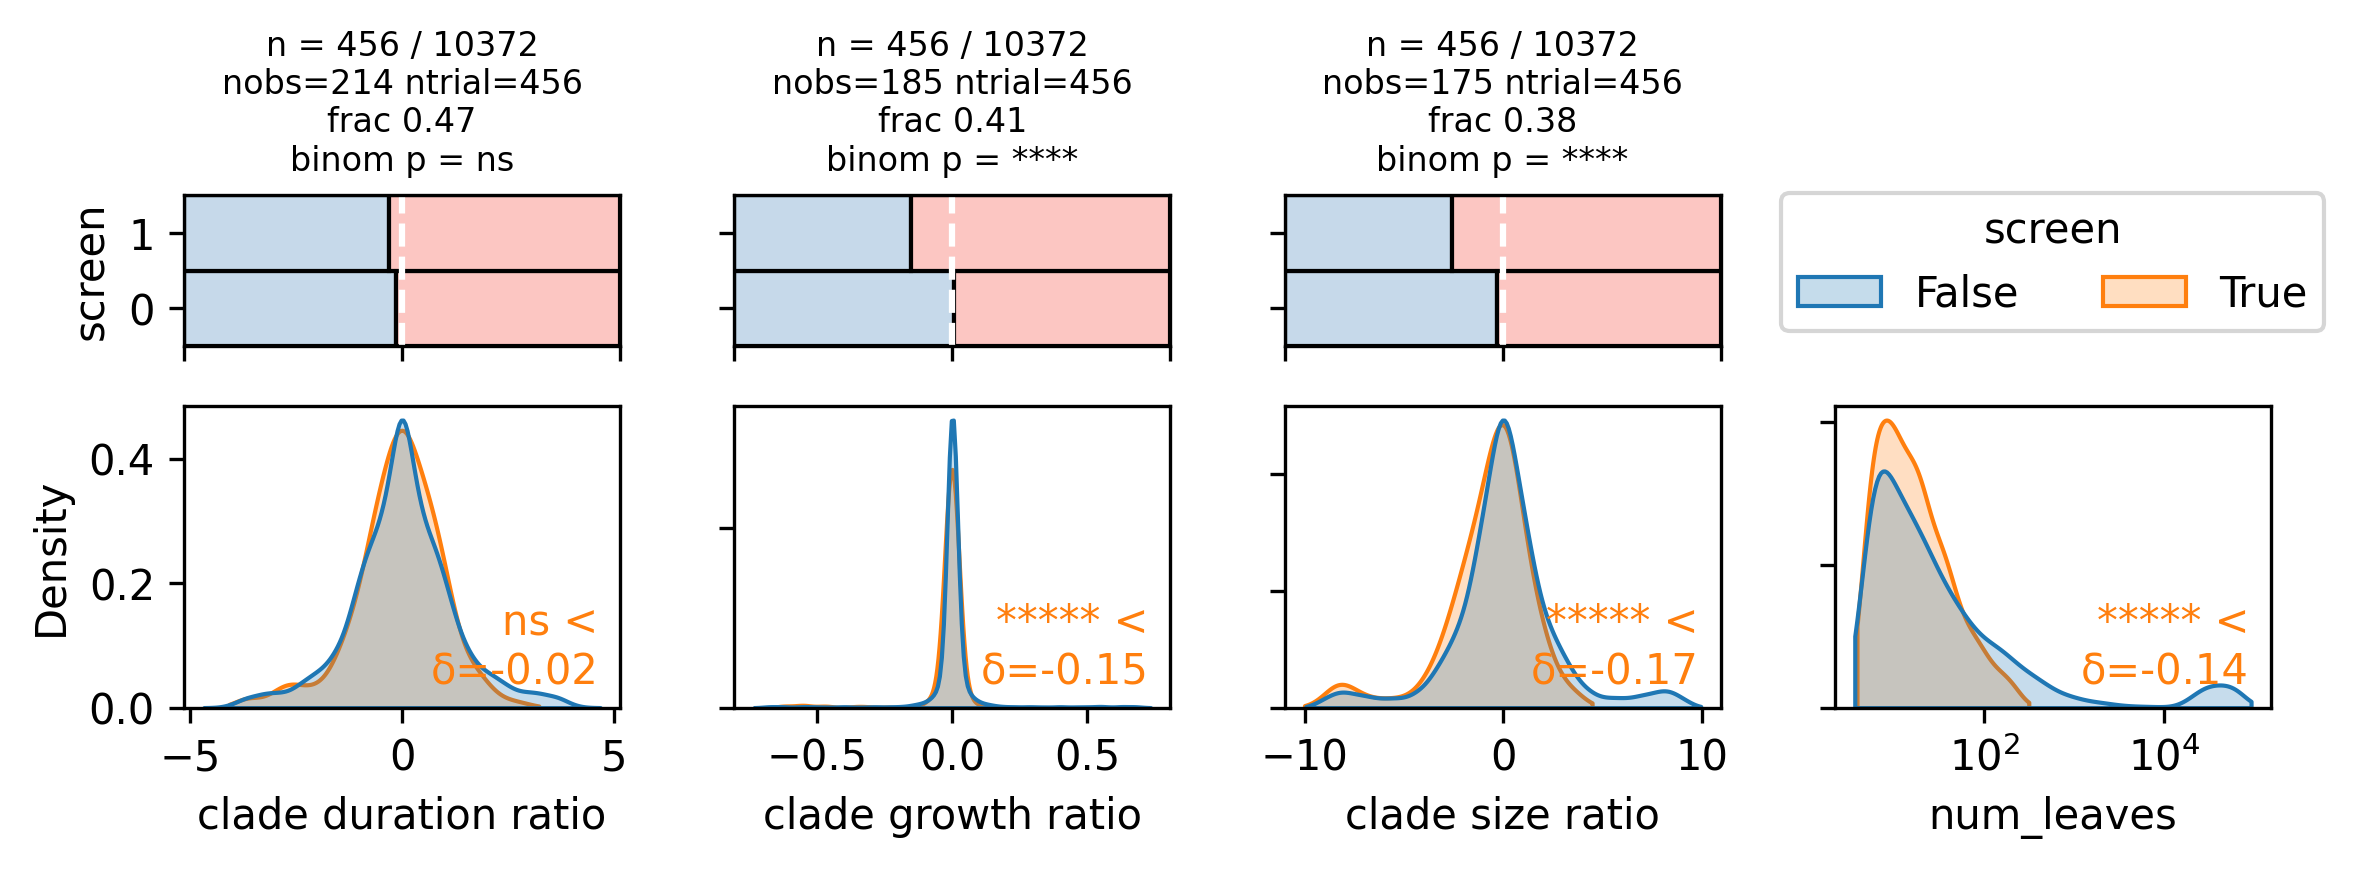 n = 456 / 10372
nobs=214 ntrial=456
frac 0.47
binom p = ns
n = 456 / 10372
nobs=185 ntrial=456
frac 0.41
binom p = ****
n = 456 / 10372
nobs=175 ntrial=456
frac 0.38
binom p = ****
screen
1
0
screen
False
True
Density
0.4
0.2
0.0
ns <
δ=-0.02
−5
0
5
clade duration ratio
***** <
δ=-0.15
−0.5
0.0
0.5
clade growth ratio
***** <
δ=-0.17
−10
0
10
clade size ratio
***** <
δ=-0.14
10²
10⁴
num_leaves